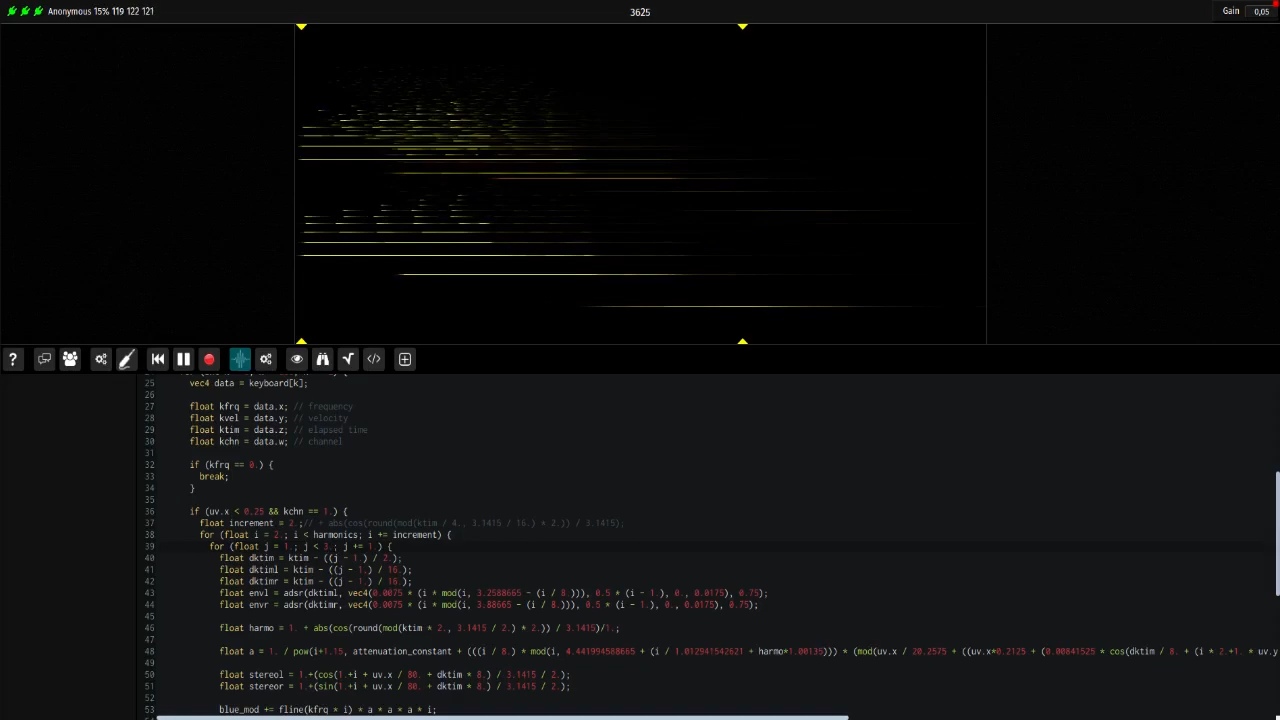 Anonymous 15% 119 122 121
3625
Gain 0,05
?
25 vec4 data = keyboard[k];
26
27 float kfrq = data.x; // frequency
28 float kvel = data.y; // velocity
29 float ktim = data.z; // elapsed time
30 float kchn = data.w; // channel
31
32 if (kfrq == 0.) {
33 break;
34 }
35
36 if (uv.x < 0.25 && kchn == 1.) {
37 float increment = 2.;// + abs(cos(round(mod(ktim / 4., 3.1415 / 16.) * 2.)) / 3.1415);
38 for (float i = 2.; i < harmonics; i += increment) {
39 for (float j = 1.; j < 3.; j += 1.) {
40 float dktim = ktim - ((j - 1.) / 2.);
41 float dktiml = ktim - ((j - 1.) / 16.);
42 float dktimr = ktim - ((j - 1.) / 16.);
43 float envl = adsr(dktiml, vec4(0.0075 * (i * mod(i, 3.2588665 - (i / 8.))), 0.5 * (i - 1.), 0., 0.0175), 0.75);
44 float envr = adsr(dktimr, vec4(0.0075 * (i * mod(i, 3.88665 - (i / 8.))), 0.5 * (i - 1.), 0., 0.0175), 0.75);
45
46 float harmo = 1. + abs(cos(round(mod(ktim * 2., 3.1415 / 2.) * 2.)) / 3.1415)/1.;
47
48 float a = 1. / pow(i+1.15, attenuation_constant + (((i / 8.) * mod(i, 4.441994588665 + (i / 1.012941542621 + harmo*1.00135))) * (mod(uv.x / 20.2575 + ((uv.x*0.2125 + (0.00841525 * cos(dktim / 8. + (i * 2.+1. * uv.y
49
50 float stereol = 1.+(cos(1.+i + uv.x / 80. + dktim * 8.) / 3.1415 / 2.);
51 float stereor = 1.+(sin(1.+i + uv.x / 80. + dktim * 8.) / 3.1415 / 2.);
52
53 blue_mod += fline(kfrq * i) * a * a * a * i;